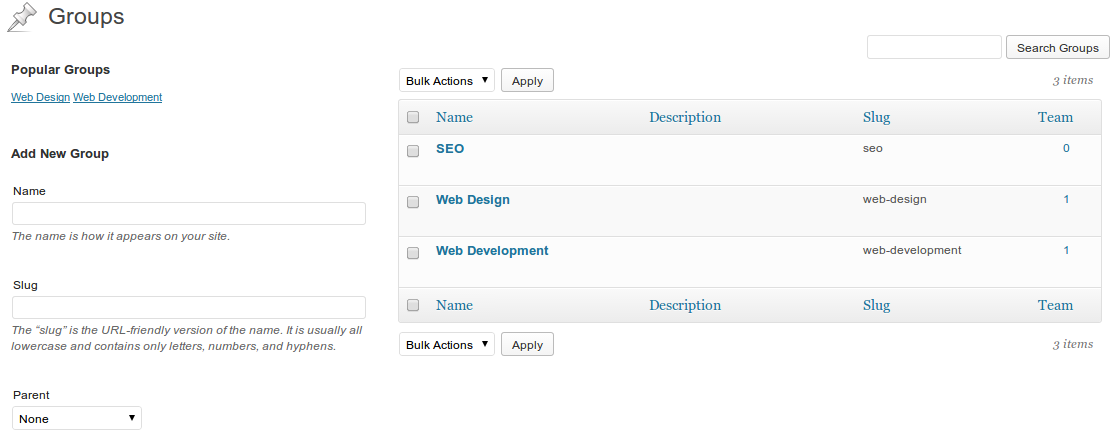 Groups
Search Groups
Popular Groups
Web Design Web Development
Add New Group
Name
The name is how it appears on your site.
Slug
The “slug” is the URL-friendly version of the name. It is usually all
lowercase and contains only letters, numbers, and hyphens.
Parent
None
Bulk Actions Apply 3 items
Name Description Slug Team
SEO seo 0
Web Design web-design 1
Web Development web-development 1
Name Description Slug Team
Bulk Actions Apply 3 items